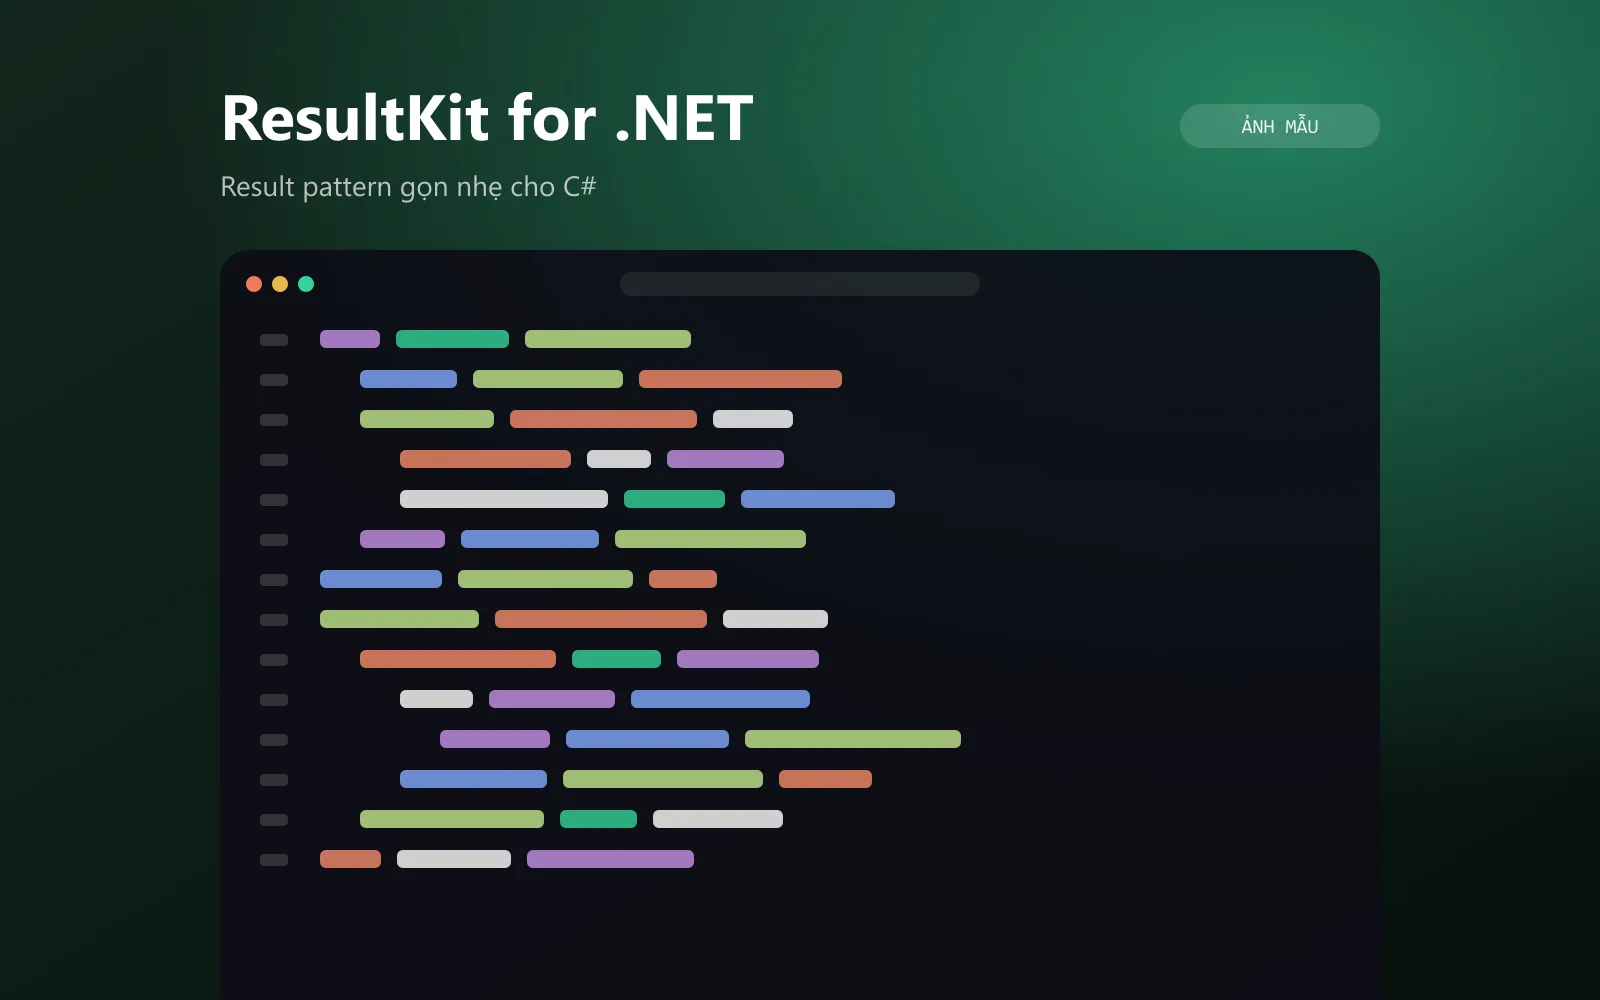 ResultKit for .NET
ẢNH MẪU
Result pattern gọn nhẹ cho C#